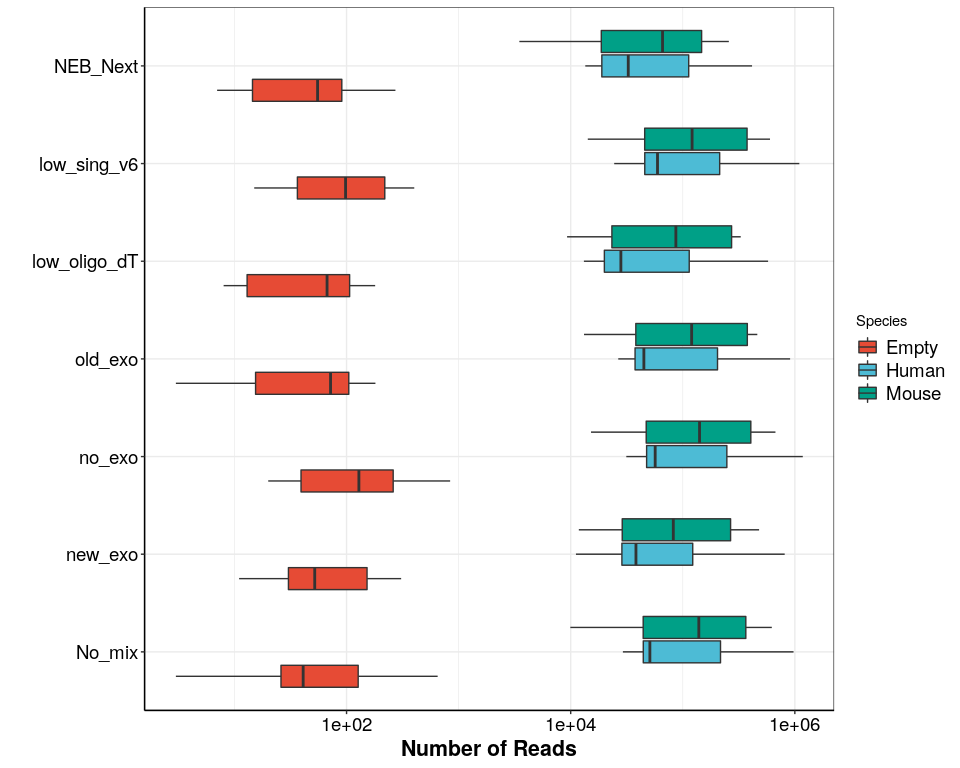 NEB_Next
low_sing_v6
low_oligo_dT
old_exo
no_exo
new_exo
No_mix
1e+02 1e+04 1e+06
Number of Reads
Species
Empty
Human
Mouse